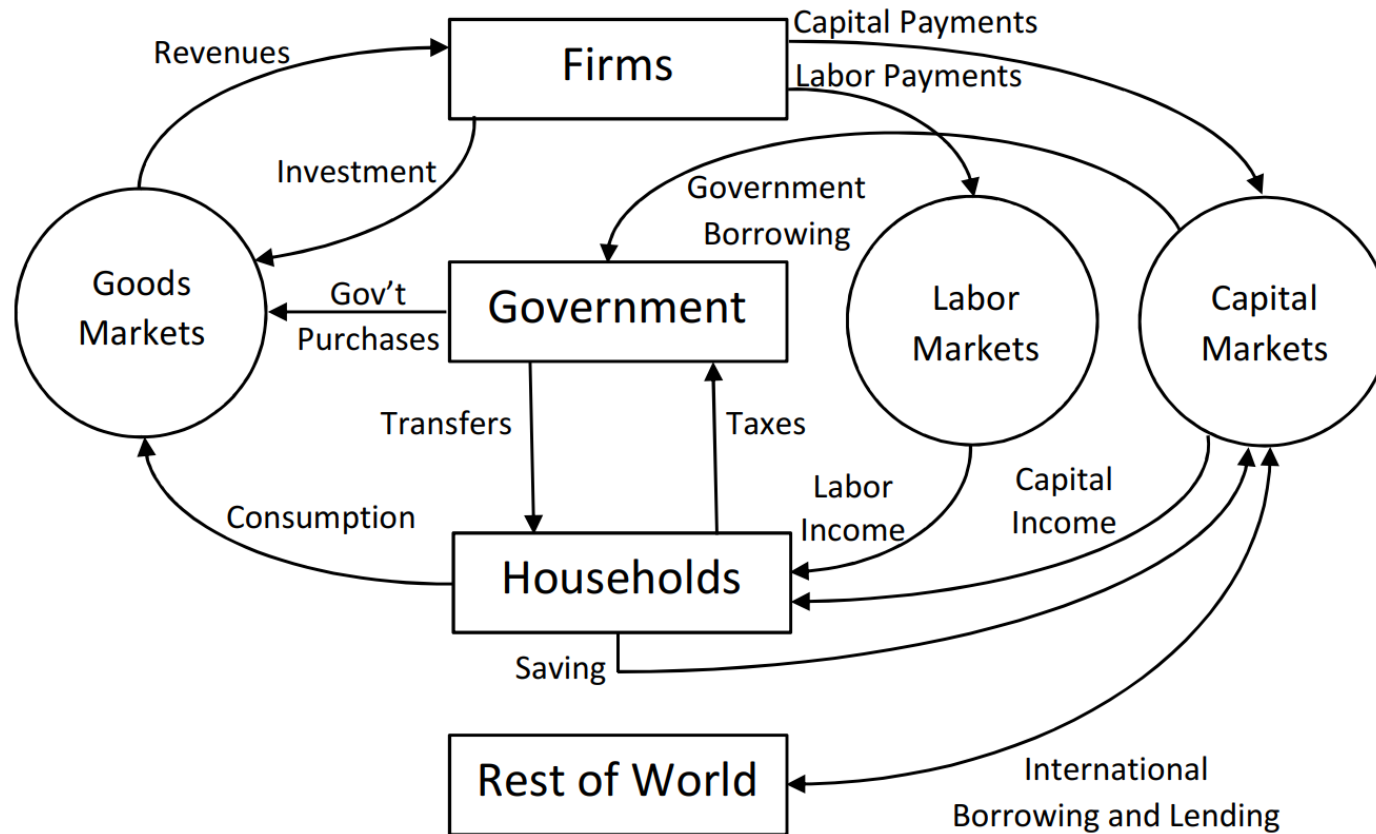 Capital Payments
Revenues
Firms
Labor Payments
Investment
Government
Borrowing
Goods
Markets
Gov’t
Purchases
Government
Labor
Markets
Capital
Markets
Transfers
Taxes
Consumption
Labor
Income
Capital
Income
Households
Saving
Rest of World
International
Borrowing and Lending